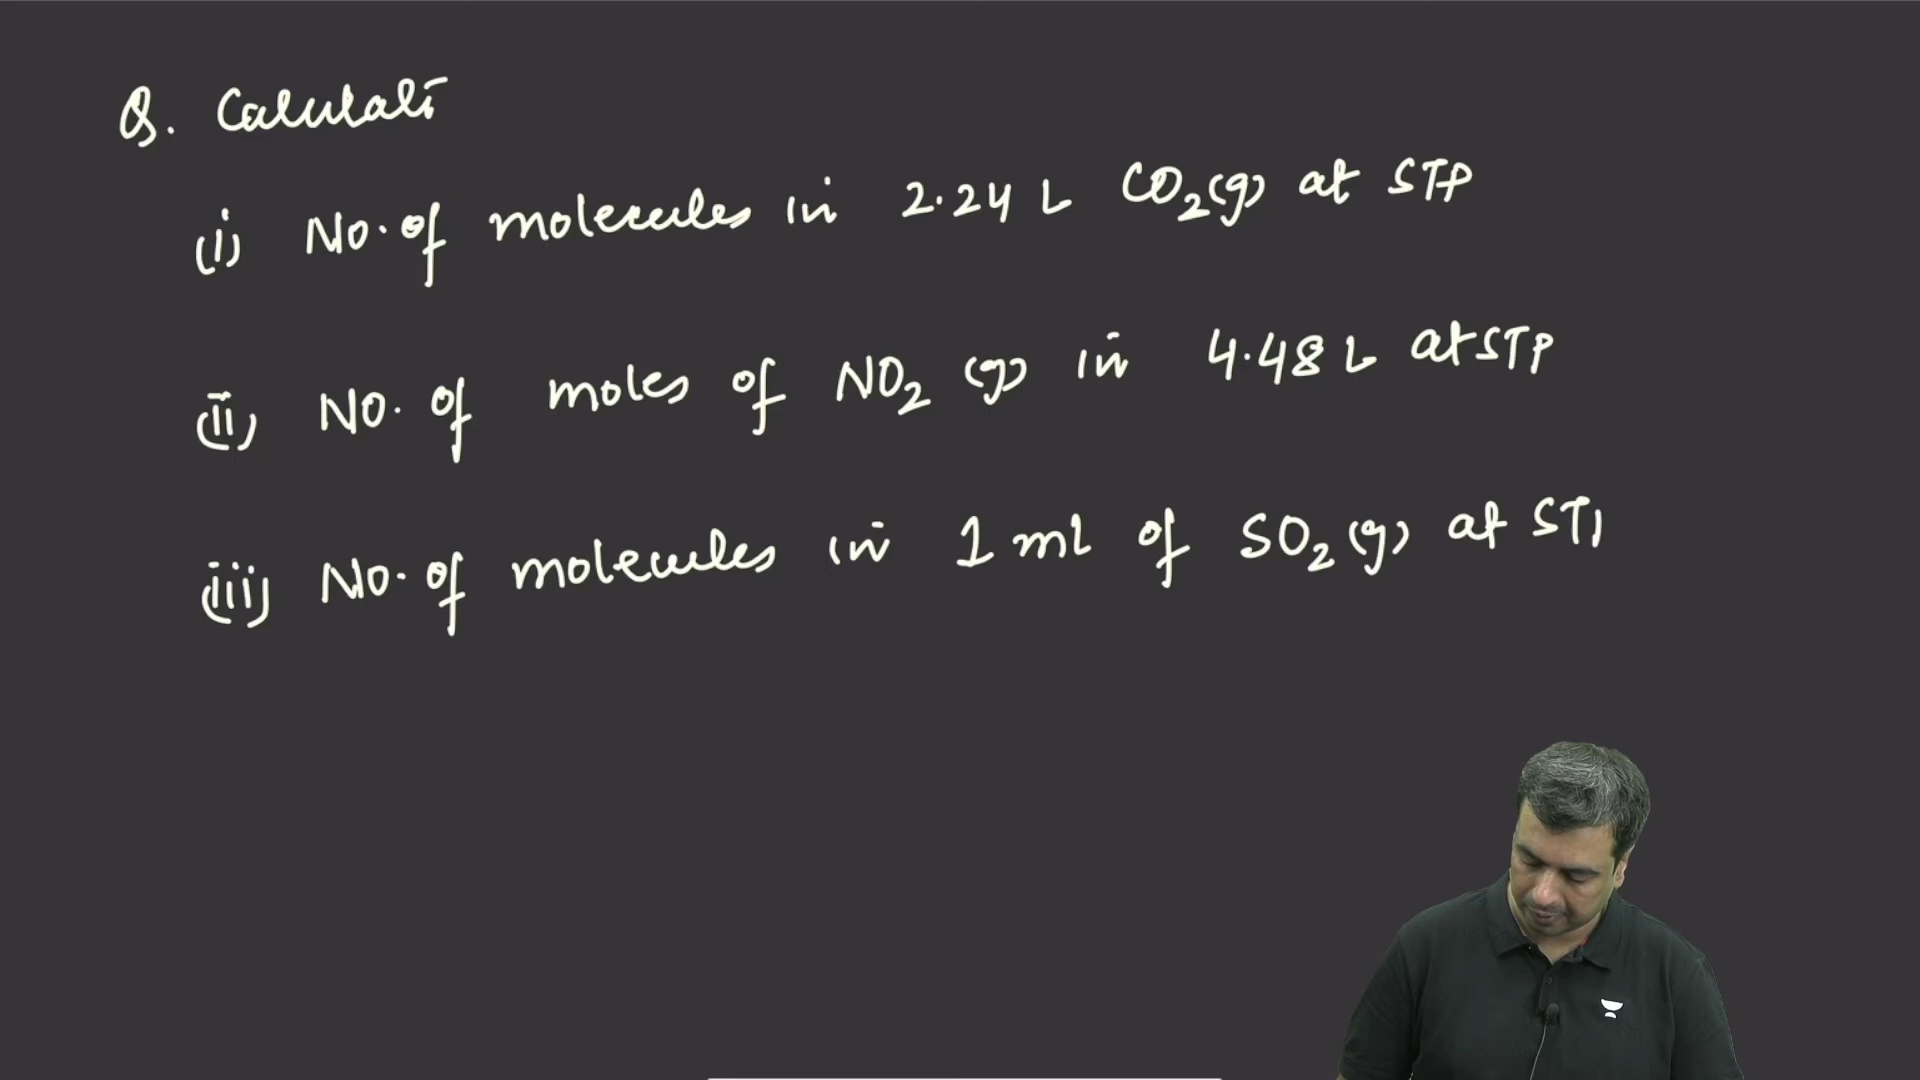 Q. Calculate
(i) No. of molecules in 2.24 L CO₂(g) at STP
(ii) No. of moles of NO₂ (g) in 4.48 L at STP
(iii) No. of molecules in 1 ml of SO₂ (g) at ST